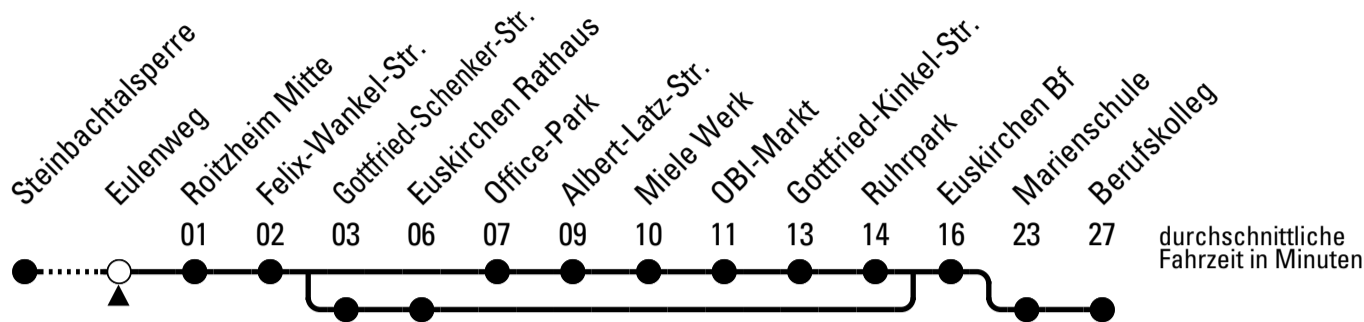 Steinbachtalsperre
Eulenweg
Roitzheim Mitte
Felix-Wankel-Str.
Gottfried-Schenker-Str.
Euskirchen Rathaus
Office-Park
Albert-Latz-Str.
Miele Werk
OBI-Markt
Gottfried-Kinkel-Str.
Ruhrpark
Euskirchen Bf
Marienschule
Berufskolleg
01 02 03 06 07 09 10 11 13 14 16 23 27
durchschnittliche
Fahrzeit in Minuten